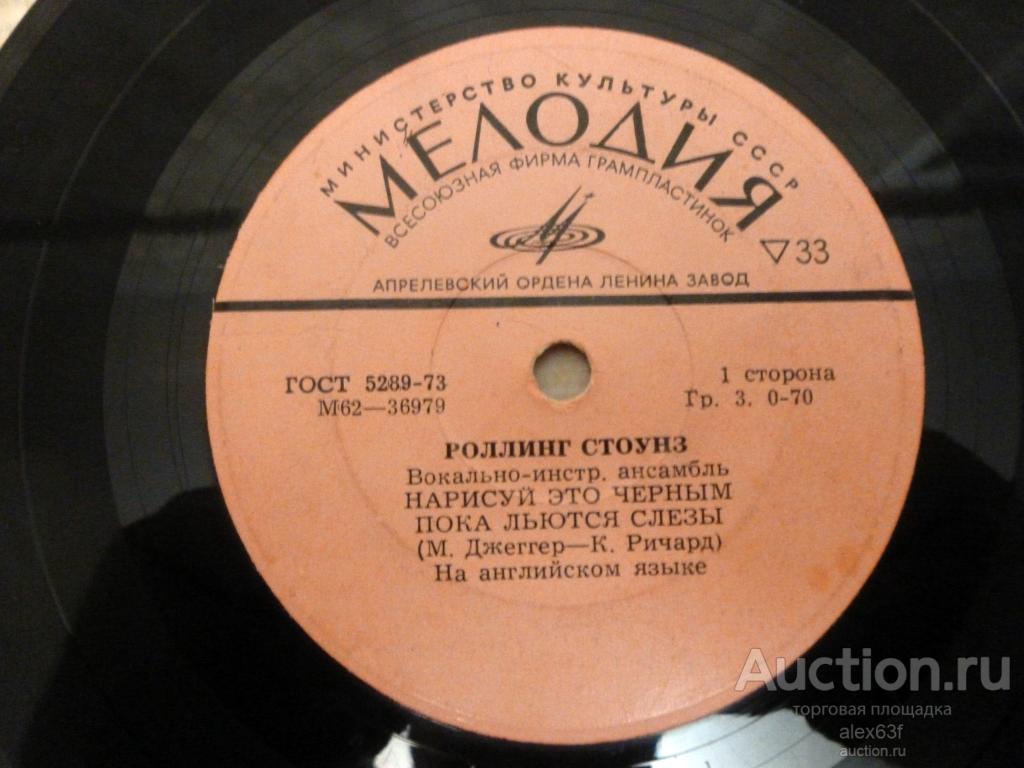 МИНИСТЕРСТВО КУЛЬТУРЫ СССР
МЕЛОДИЯ
ВСЕСОЮЗНАЯ ФИРМА ГРАМПЛАСТИНОК
▽33
АПРЕЛЕВСКИЙ ОРДЕНА ЛЕНИНА ЗАВОД
ГОСТ 5289-73
М62—36979
1 сторона
Гр. 3. 0-70
РОЛЛИНГ СТОУНЗ
Вокально-инстр. ансамбль
НАРИСУЙ ЭТО ЧЕРНЫМ
ПОКА ЛЬЮТСЯ СЛЕЗЫ
(М. Джеггер—К. Ричард)
На английском языке
Auction.ru
торговая площадка
alex63f
auction.ru